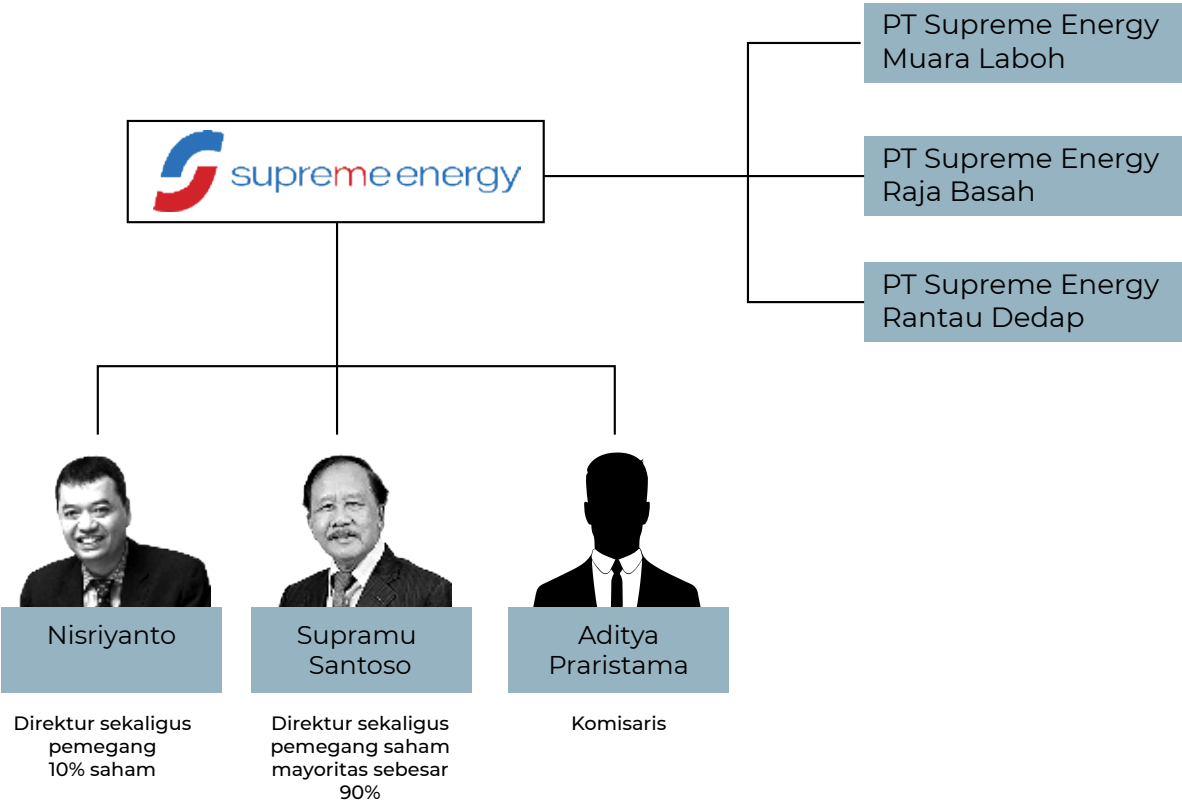 PT Supreme Energy
Muara Laboh
supreme energy
PT Supreme Energy
Raja Basah
PT Supreme Energy
Rantau Dedap
Nisriyanto
Direktur sekaligus
pemegang
10% saham
Supramu
Santoso
Direktur sekaligus
pemegang saham
mayoritas sebesar
90%
Aditya
Praristama
Komisaris